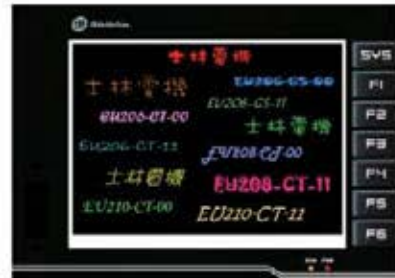 士林電機
士林電機
EU206-CS-00
EU206-CT-00
EU208-CS-11
士林電機
EU206-CT-11
EU208-CT-00
士林電機
EU208-CT-11
EU210-CT-00
EU210-CT-11
SYS
F1
F2
F3
F4
F5
F6